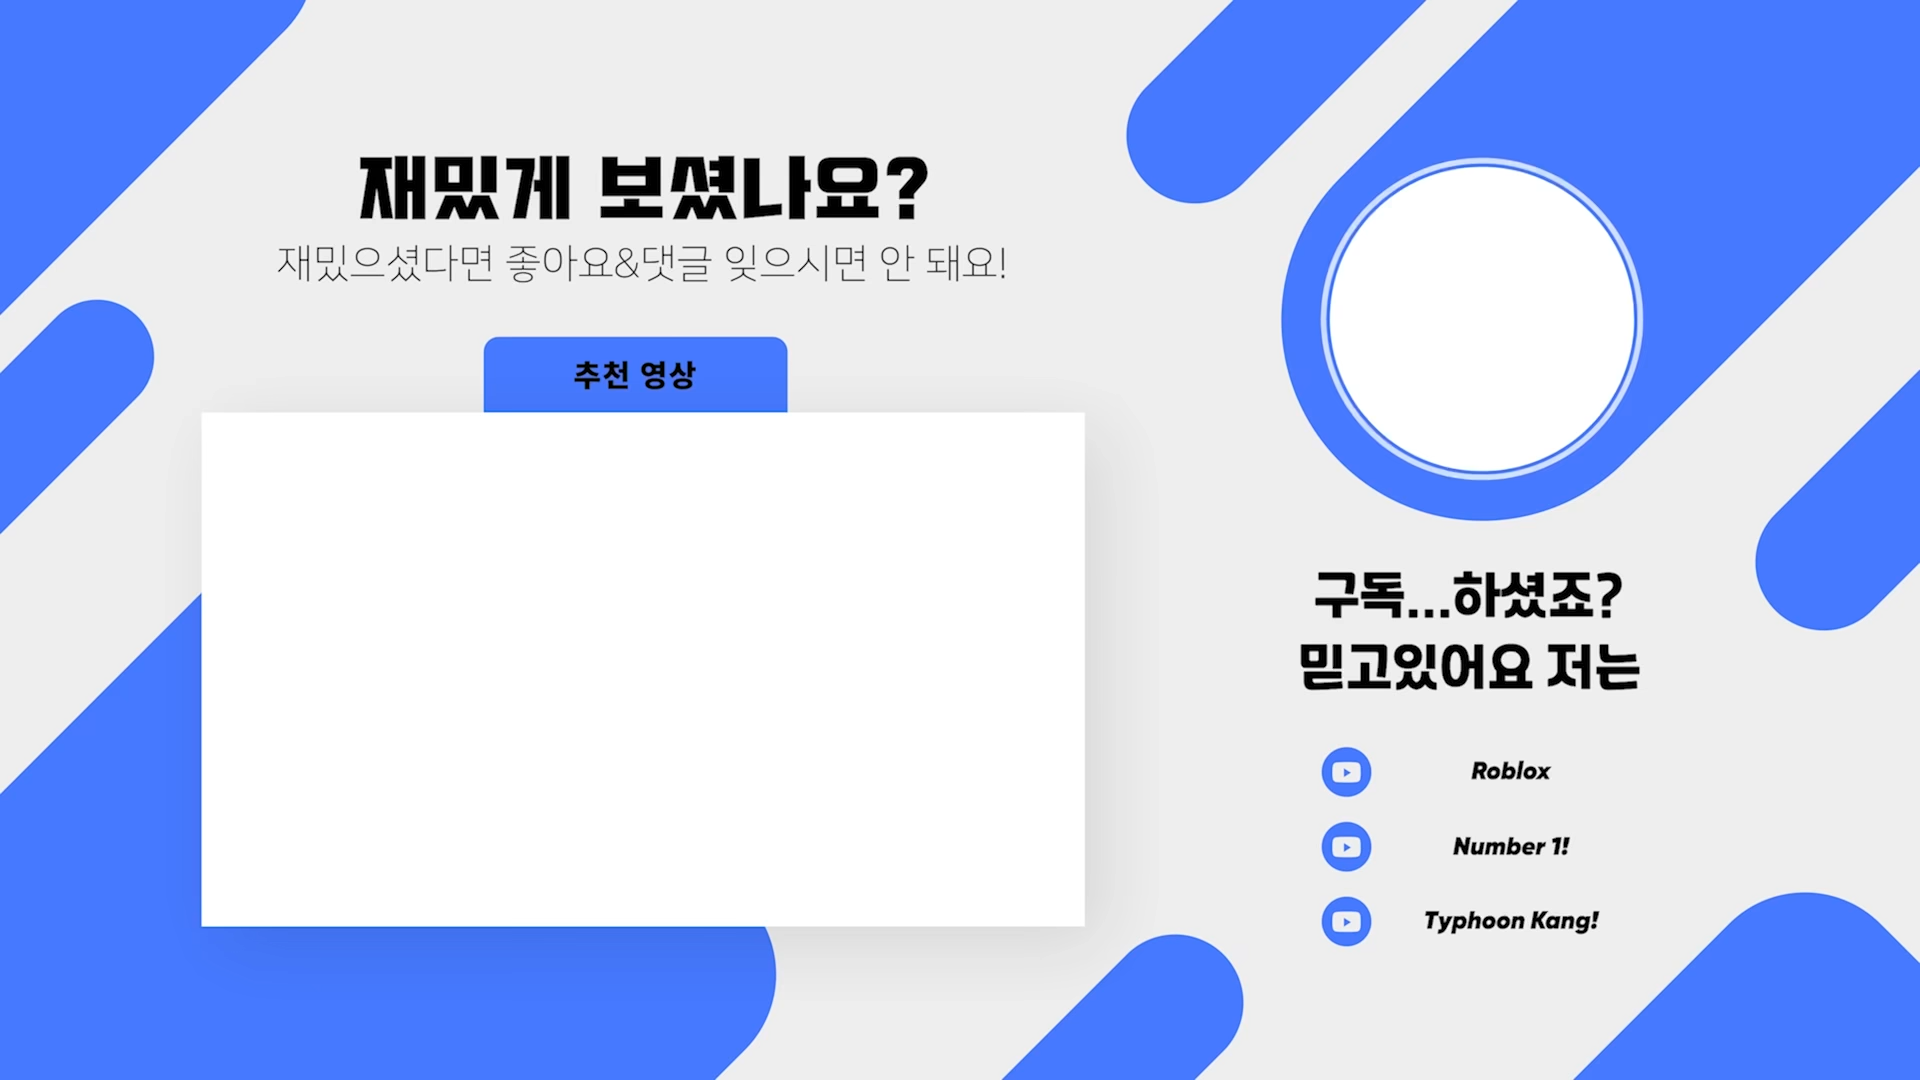 재밌게 보셨나요?
재밌으셨다면 좋아요&댓글 잊으시면 안 돼요!
추천 영상
구독...하셨죠?
믿고있어요 저는
Roblox
Number 1!
Typhoon Kang!